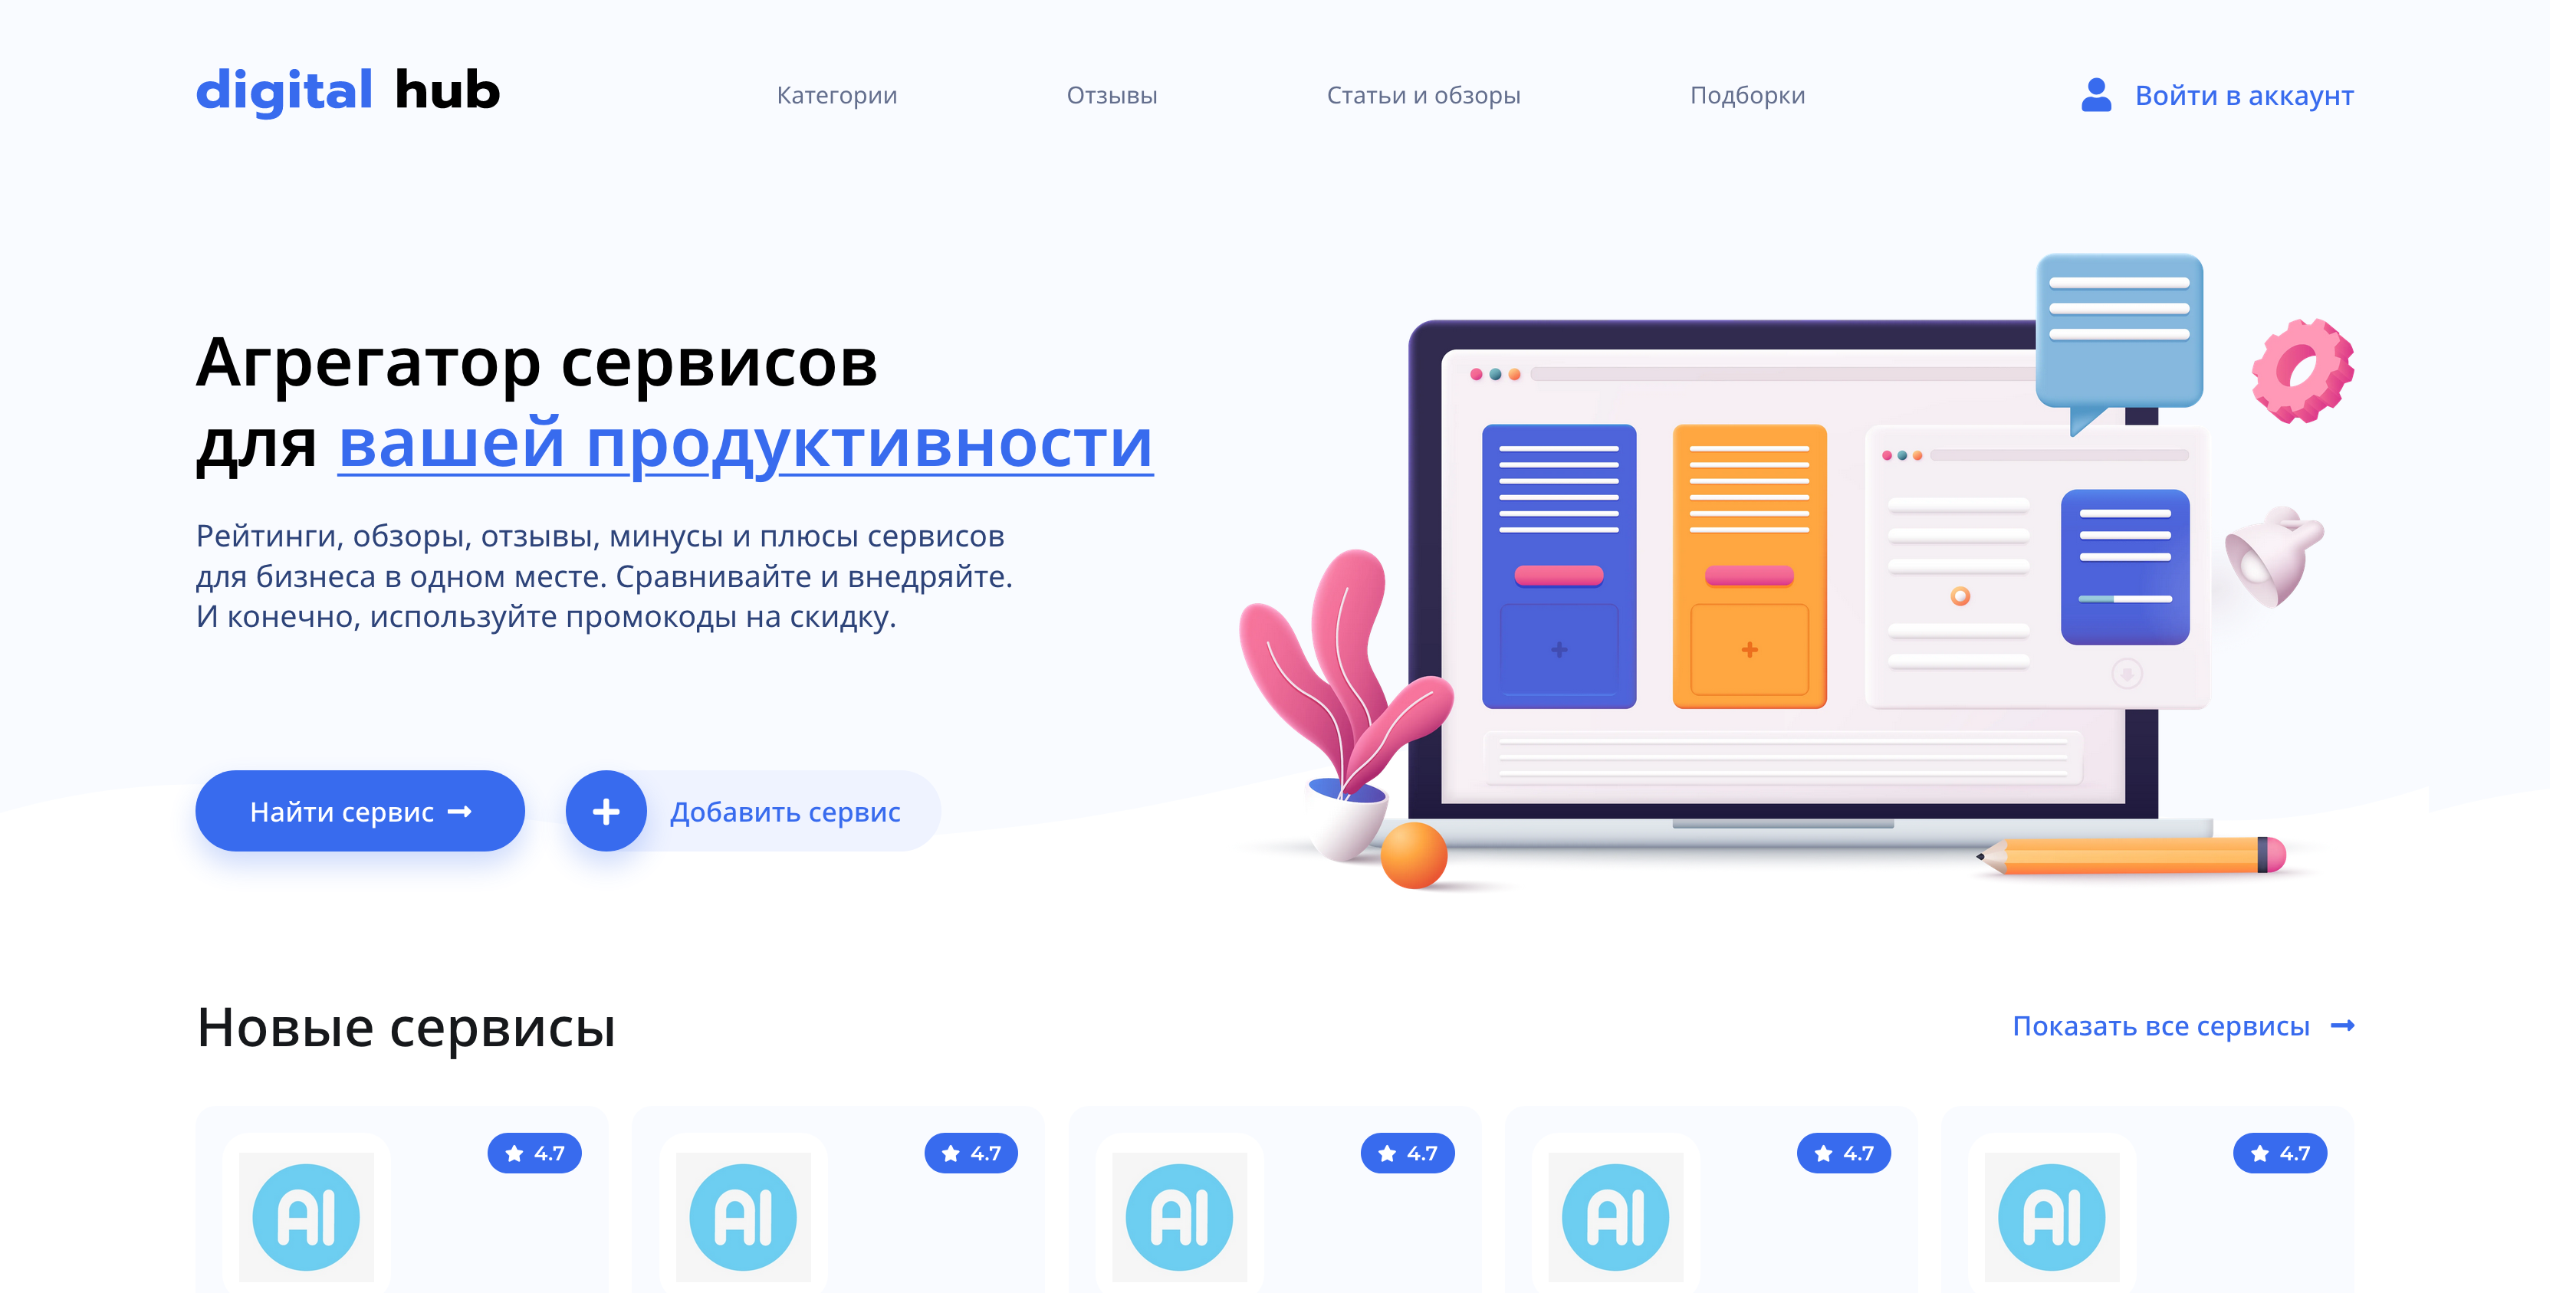 digital hub
Категории
Отзывы
Статьи и обзоры
Подборки
Войти в аккаунт
Агрегатор сервисов
для вашей продуктивности
Рейтинги, обзоры, отзывы, минусы и плюсы сервисов
для бизнеса в одном месте. Сравнивайте и внедряйте.
И конечно, используйте промокоды на скидку.
Найти сервис
Добавить сервис
Новые сервисы
Показать все сервисы
4.7
4.7
4.7
4.7
4.7
AI
AI
AI
AI
AI